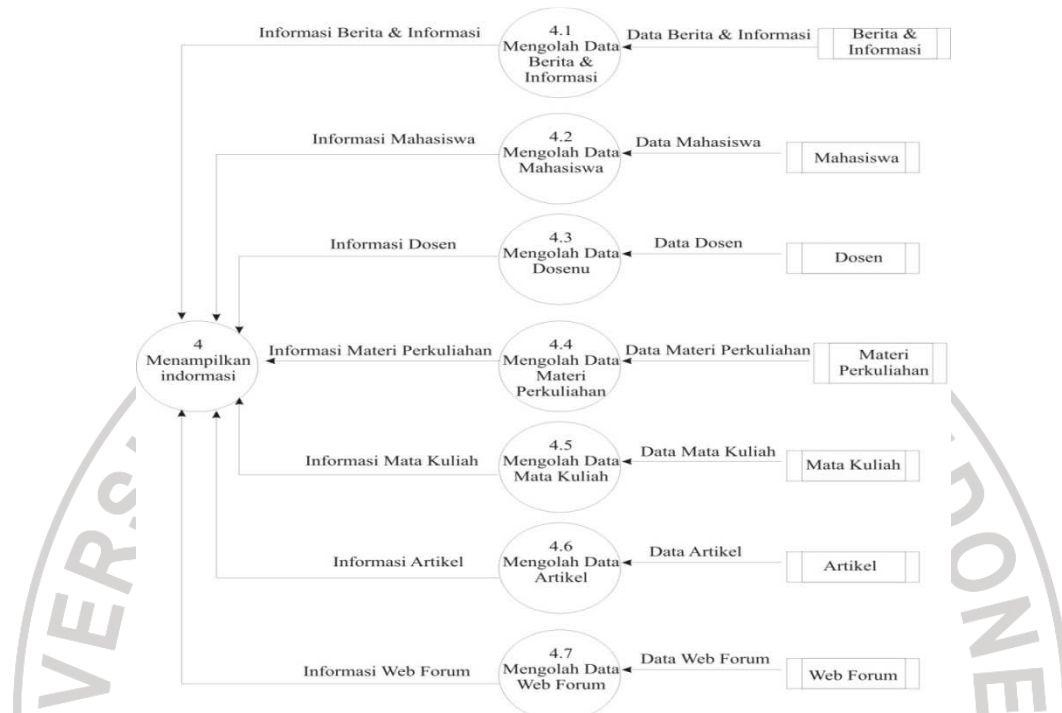 Informasi Berita & Informasi
4.1
Mengolah Data
Berita &
Informasi
Data Berita & Informasi
Berita &
Informasi
Informasi Mahasiswa
4.2
Mengolah Data
Mahasiswa
Data Mahasiswa
Mahasiswa
Informasi Dosen
4.3
Mengolah Data
Dosenu
Data Dosen
Dosen
4
Menampilkan
indormasi
Informasi Materi Perkuliahan
4.4
Mengolah Data
Materi
Perkuliahan
Data Materi Perkuliahan
Materi
Perkuliahan
Informasi Mata Kuliah
4.5
Mengolah Data
Mata Kuliah
Data Mata Kuliah
Mata Kuliah
Informasi Artikel
4.6
Mengolah Data
Artikel
Data Artikel
Artikel
Informasi Web Forum
4.7
Mengolah Data
Web Forum
Data Web Forum
Web Forum